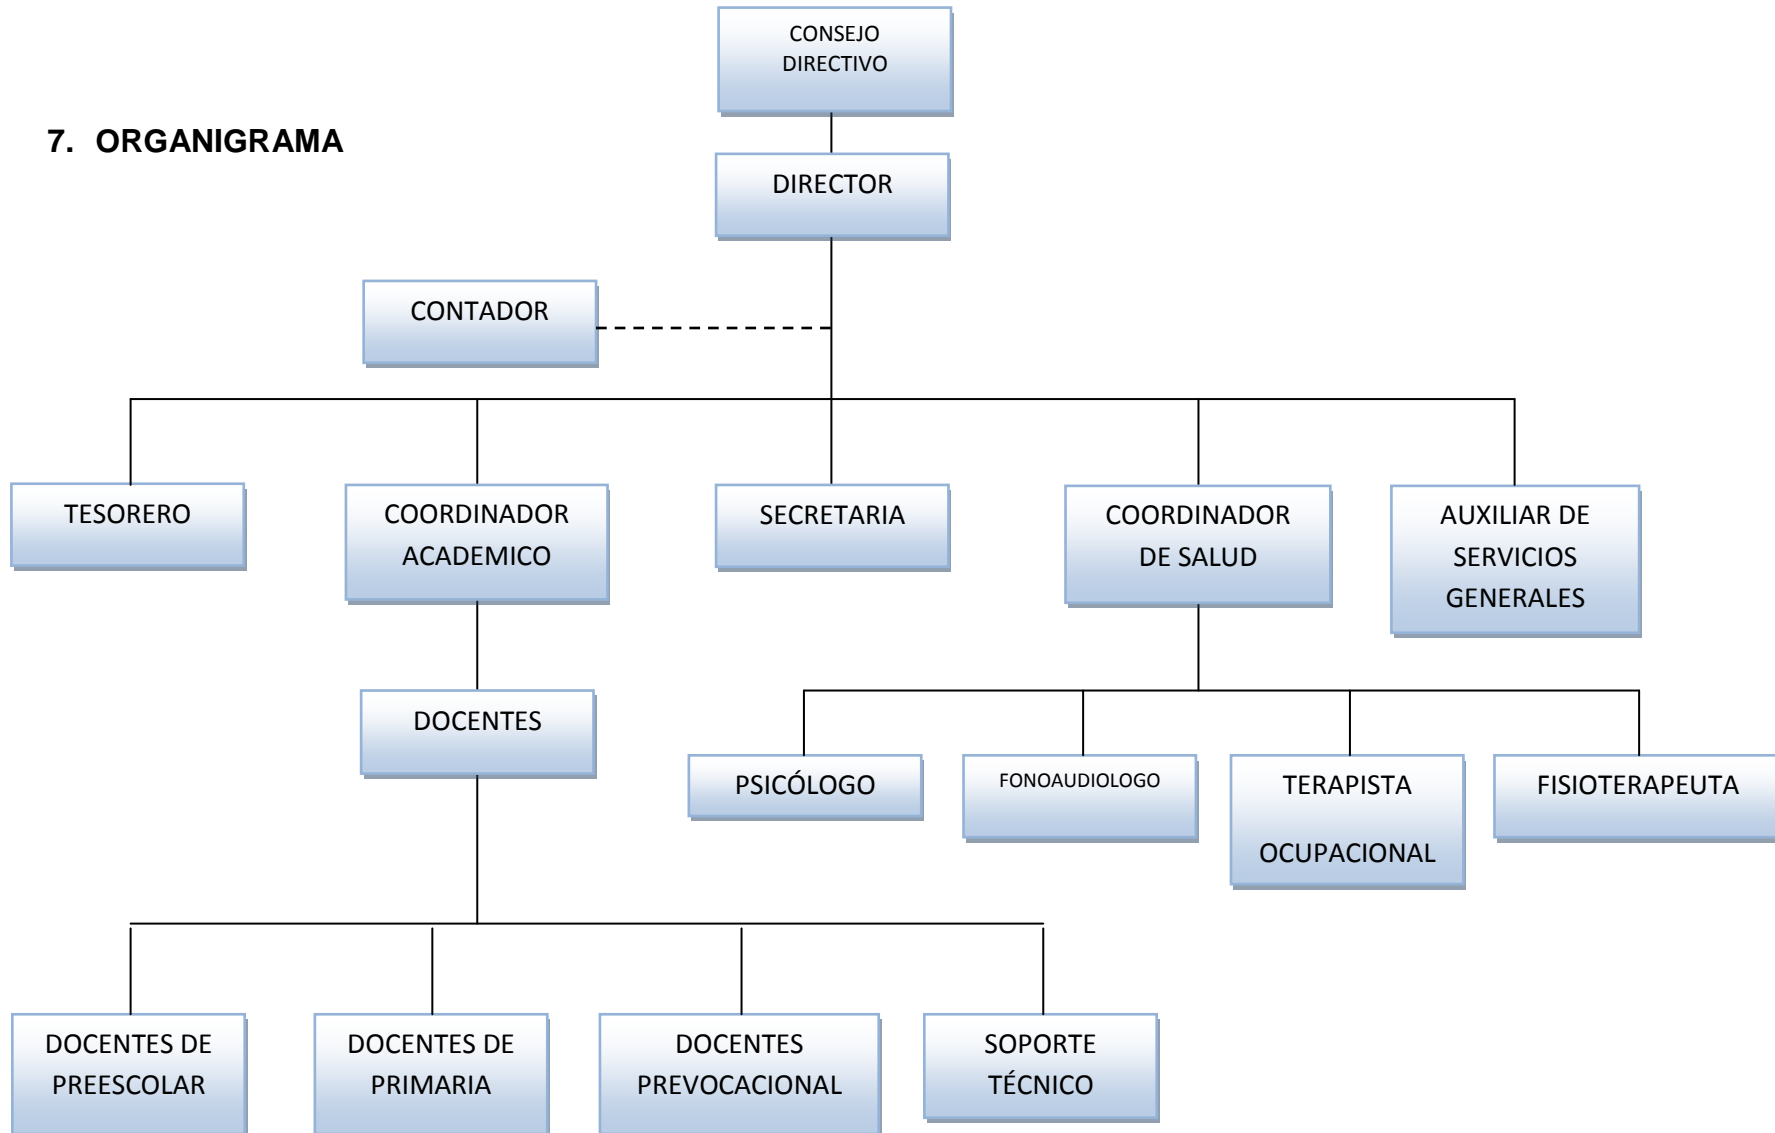 CONSEJO
DIRECTIVO
7. ORGANIGRAMA
DIRECTOR
CONTADOR
TESORERO
COORDINADOR
ACADEMICO
SECRETARIA
COORDINADOR
DE SALUD
AUXILIAR DE
SERVICIOS
GENERALES
DOCENTES
PSICÓLOGO
FONOAUDIOLOGO
TERAPISTA
OCUPACIONAL
FISIOTERAPEUTA
DOCENTES DE
PREESCOLAR
DOCENTES DE
PRIMARIA
DOCENTES
PREVOCACIONAL
SOPORTE
TÉCNICO